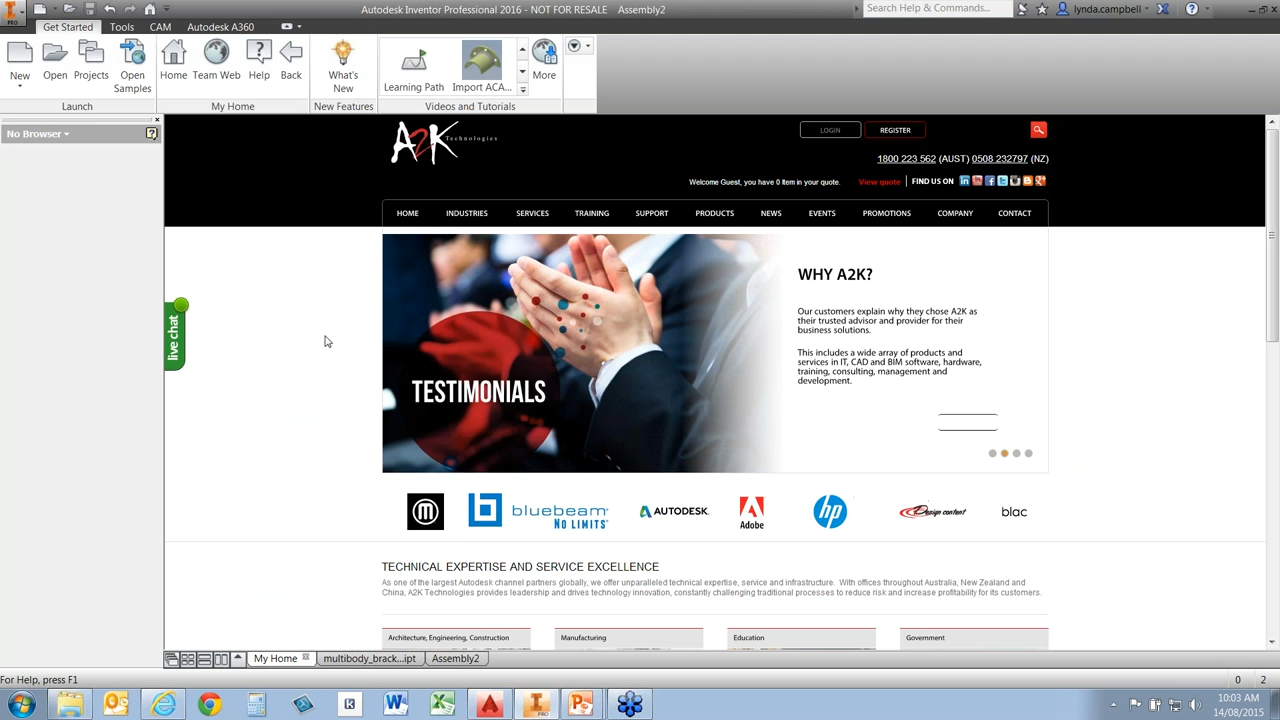 PRO
Autodesk Inventor Professional 2016 - NOT FOR RESALE Assembly2
Search Help & Commands...
lynda.campbell
Get Started Tools CAM Autodesk A360
New Open Projects Open Samples
Home Team Web Help Back
What's New
Learning Path Import ACA... More
Launch My Home New Features Videos and Tutorials
No Browser
A2K Technologies
LOGIN REGISTER
1800 223 562 (AUST) 0508 232797 (NZ)
Welcome Guest, you have 0 Item in your quote. View quote FIND US ON
HOME INDUSTRIES SERVICES TRAINING SUPPORT PRODUCTS NEWS EVENTS PROMOTIONS COMPANY CONTACT
WHY A2K?
Our customers explain why they chose A2K as
their trusted advisor and provider for their
business solutions.
This includes a wide array of products and
services in IT, CAD and BIM software, hardware,
training, consulting, management and
development.
live chat
TESTIMONIALS
bluebeam
NO LIMITS
AUTODESK.
Adobe
hp
Design content
blac
TECHNICAL EXPERTISE AND SERVICE EXCELLENCE
As one of the largest Autodesk channel partners globally, we offer unparalleled technical expertise, service and infrastructure. With offices throughout Australia, New Zealand and
China, A2K Technologies provides leadership and drives technology innovation, constantly challenging traditional processes to reduce risk and increase profitability for its customers.
Architecture, Engineering, Construction Manufacturing Education Government
My Home multibody_brack...ipt Assembly2
For Help, press F1 0 2
10:03 AM
14/08/2015